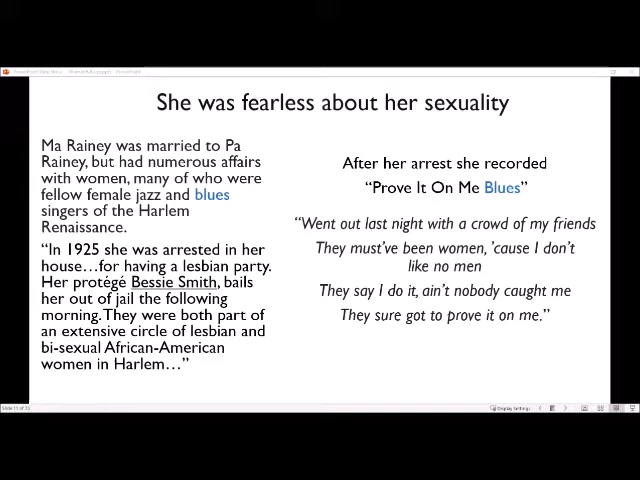 She was fearless about her sexuality
Ma Rainey was married to Pa
Rainey, but had numerous affairs
with women, many of who were
fellow female jazz and blues
singers of the Harlem
Renaissance.
“In 1925 she was arrested in her
house…for having a lesbian party.
Her protégé Bessie Smith, bails
her out of jail the following
morning. They were both part of
an extensive circle of lesbian and
bi-sexual African-American
women in Harlem…”
After her arrest she recorded
“Prove It On Me Blues”
“Went out last night with a crowd of my friends
They must’ve been women, ’cause I don’t
like no men
They say I do it, ain’t nobody caught me
They sure got to prove it on me.”
Display Settings